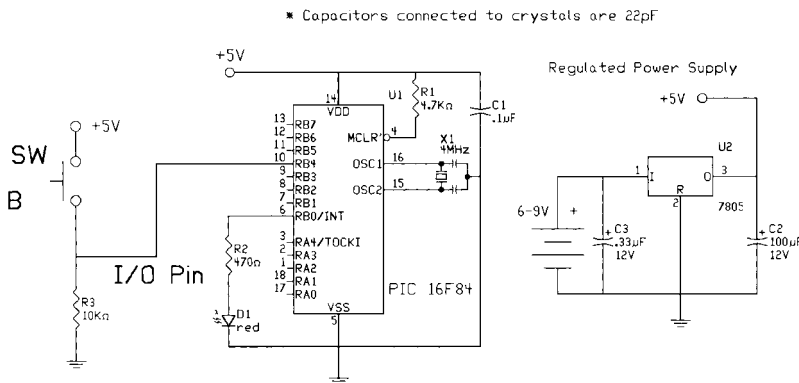 * Capacitors connected to crystals are 22pF
+5V
Regulated Power Supply
+5V
SW
B
I/O Pin
R3
10KΩ
R2
470Ω
D1
red
14
VDD
U1
R1
4.7KΩ
C1
.1µF
13 RB7
12 RB6
11 RB5
10 RB4
9 RB3
8 RB2
7 RB1
6 RB0/INT
3 RA4/TOCKI
2 RA3
1 RA2
18 RA1
17 RA0
MCLR' 4
OSC1 16
OSC2 15
X1
4MHz
VSS
5
PIC 16F84
+5V
U2
1 I
O 3
R
2
7805
6-9V +
+ C3
.33µF
12V
+ C2
100µF
12V